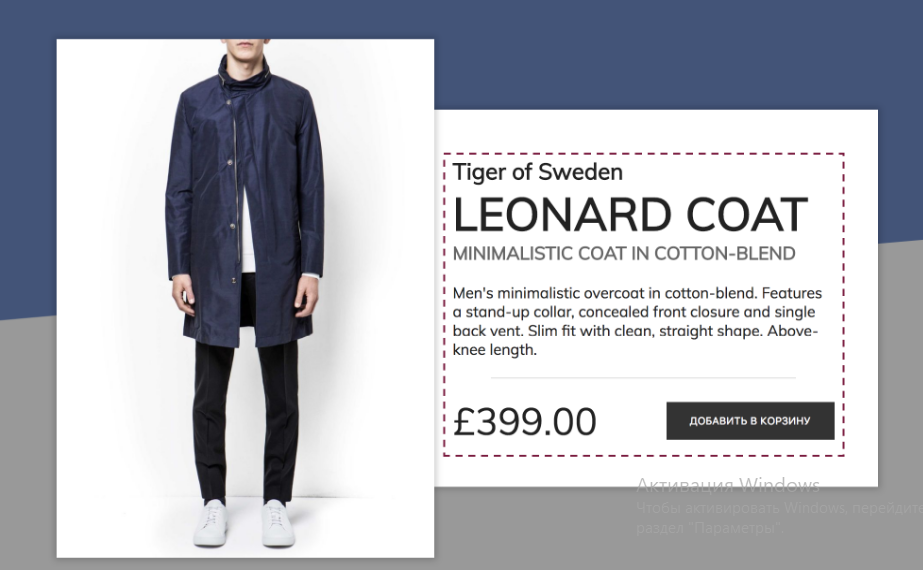 Tiger of Sweden
LEONARD COAT
MINIMALISTIC COAT IN COTTON-BLEND
Men's minimalistic overcoat in cotton-blend. Features
a stand-up collar, concealed front closure and single
back vent. Slim fit with clean, straight shape. Above-
knee length.
£399.00
ДОБАВИТЬ В КОРЗИНУ
Активация Windows
Чтобы активировать Windows, перейдите
раздел "Параметры".